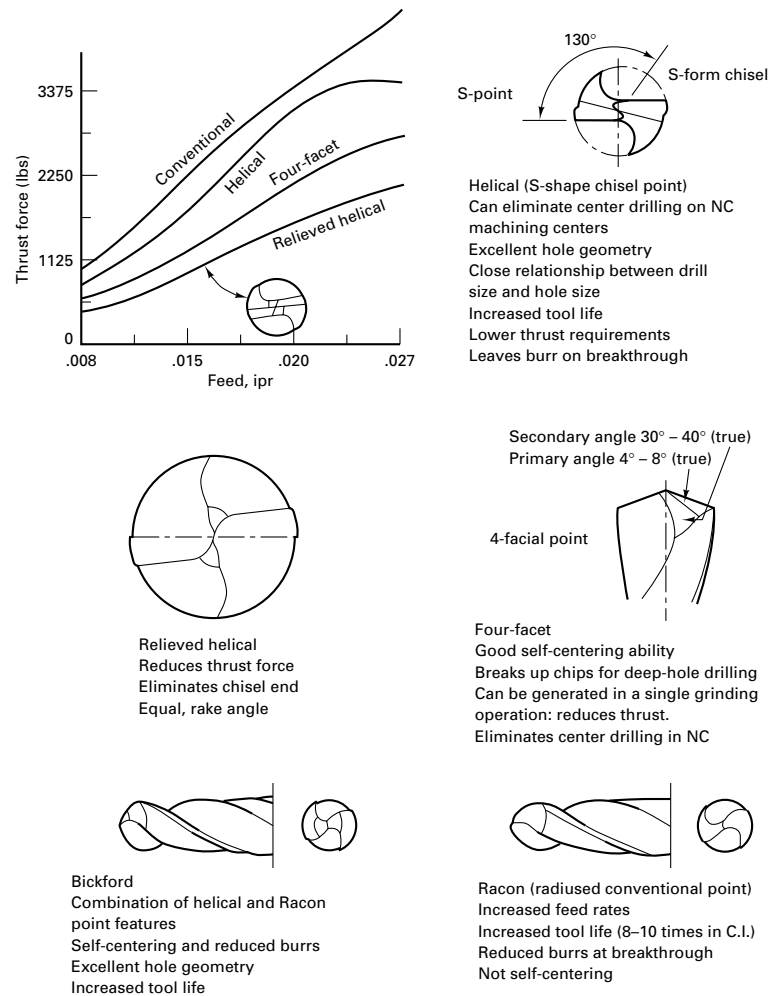 Thrust force (lbs)
3375
2250
1125
0
.008
.015
.020
.027
Feed, ipr
Conventional
Helical
Four-facet
Relieved helical
130°
S-form chisel
S-point
Helical (S-shape chisel point)
Can eliminate center drilling on NC
machining centers
Excellent hole geometry
Close relationship between drill
size and hole size
Increased tool life
Lower thrust requirements
Leaves burr on breakthrough
Relieved helical
Reduces thrust force
Eliminates chisel end
Equal, rake angle
Secondary angle 30° – 40° (true)
Primary angle 4° – 8° (true)
4-facial point
Four-facet
Good self-centering ability
Breaks up chips for deep-hole drilling
Can be generated in a single grinding
operation: reduces thrust.
Eliminates center drilling in NC
Bickford
Combination of helical and Racon
point features
Self-centering and reduced burrs
Excellent hole geometry
Increased tool life
Racon (radiused conventional point)
Increased feed rates
Increased tool life (8–10 times in C.I.)
Reduced burrs at breakthrough
Not self-centering